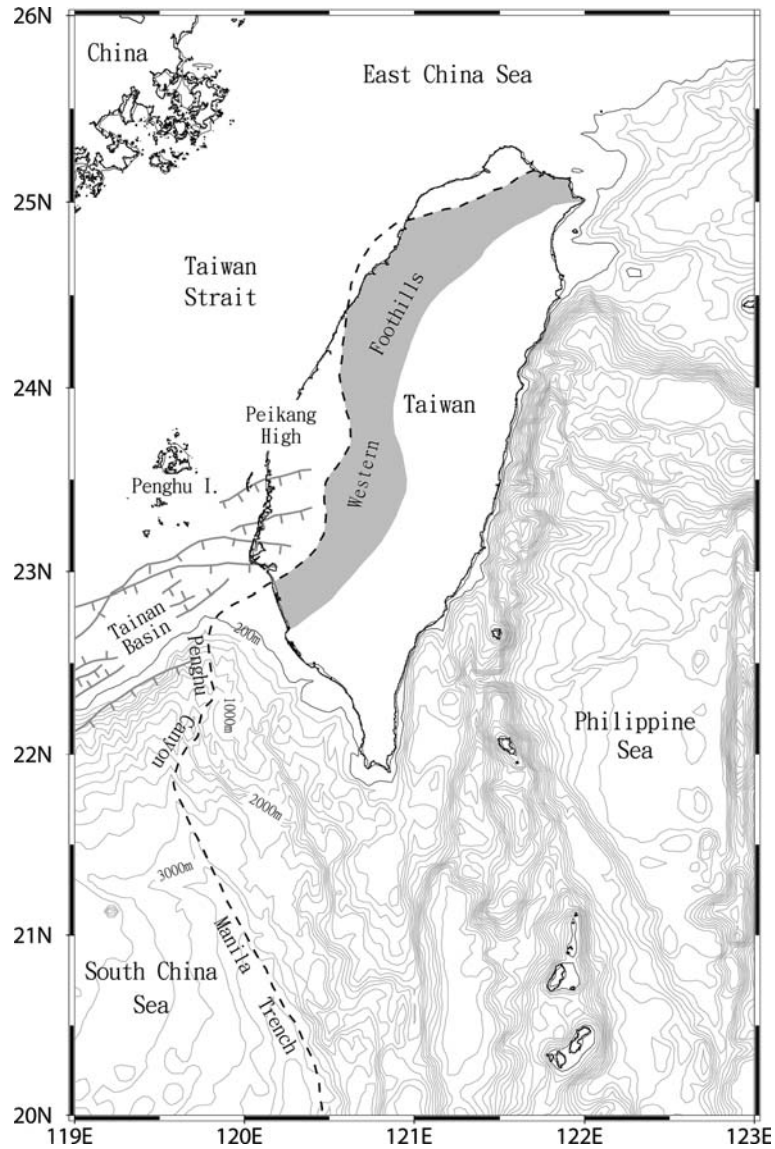 26N
China
East China Sea
25N
Taiwan
Strait
Foothills
24N
Taiwan
Peikang
High
Western
Penghu I.
23N
Tainan
Basin
200m
Penghu
1000m
Philippine
Sea
22N
Canyon
2000m
3000m
21N
Manila
South China
Sea
Trench
20N
119E
120E
121E
122E
123E